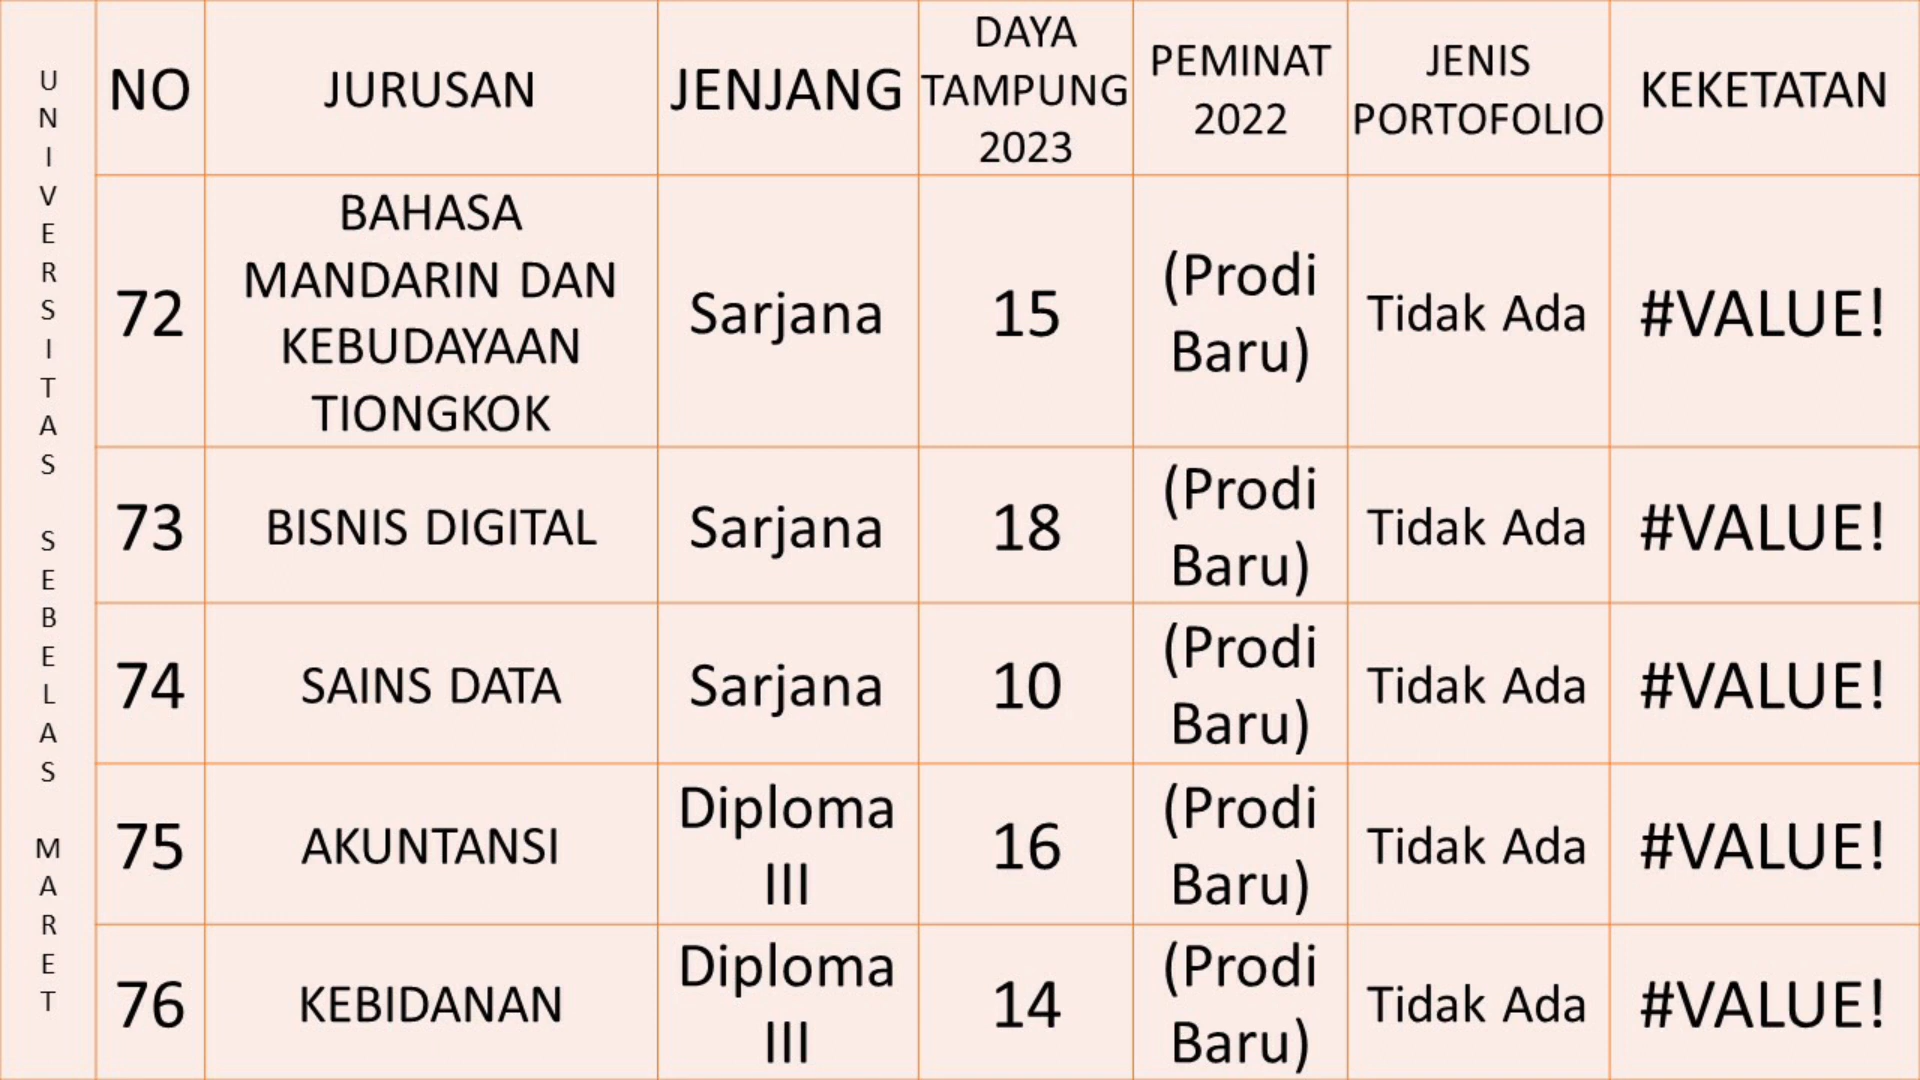 UNIVERSITAS SEBELAS MARET
NO
JURUSAN
JENJANG
DAYA
TAMPUNG
2023
PEMINAT
2022
JENIS
PORTOFOLIO
KEKETATAN
72
BAHASA
MANDARIN DAN
KEBUDAYAAN
TIONGKOK
Sarjana
15
(Prodi
Baru)
Tidak Ada
#VALUE!
73
BISNIS DIGITAL
Sarjana
18
(Prodi
Baru)
Tidak Ada
#VALUE!
74
SAINS DATA
Sarjana
10
(Prodi
Baru)
Tidak Ada
#VALUE!
75
AKUNTANSI
Diploma
III
16
(Prodi
Baru)
Tidak Ada
#VALUE!
76
KEBIDANAN
Diploma
III
14
(Prodi
Baru)
Tidak Ada
#VALUE!